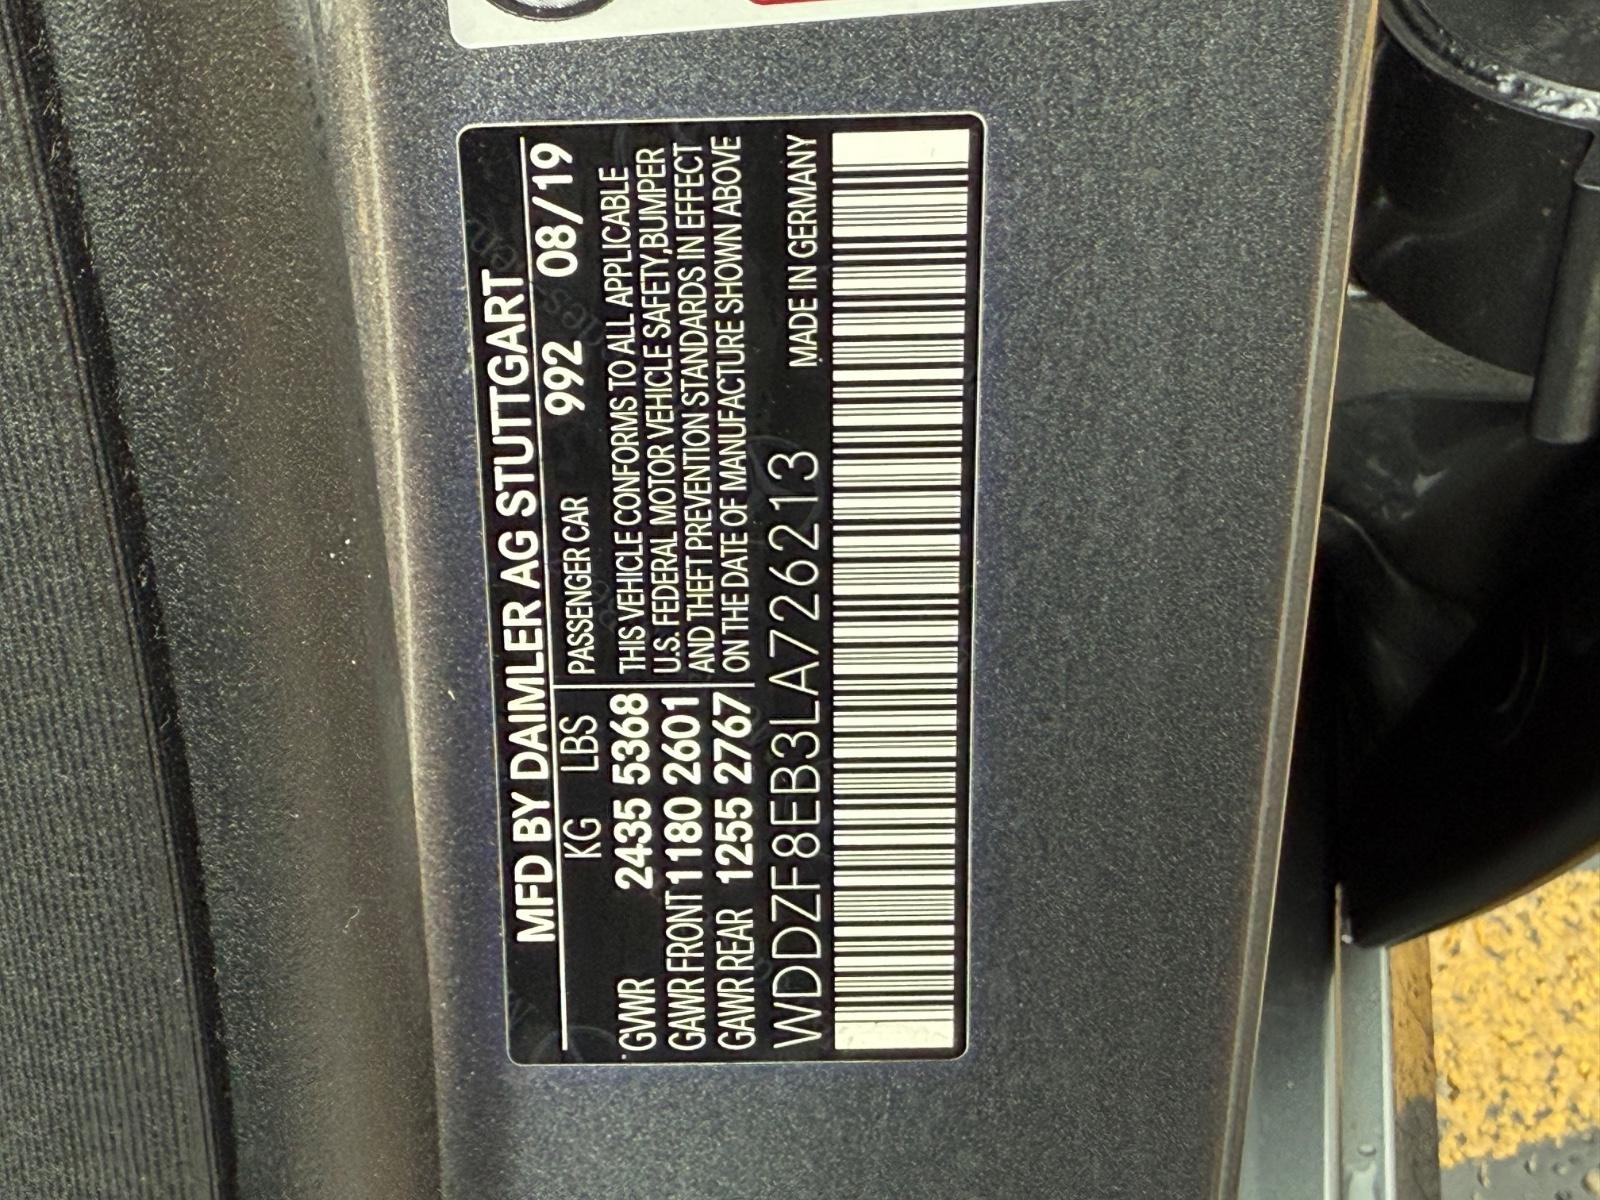 MFD BY DAIMLER AG STUTTGART
KG LBS PASSENGER CAR 992 08/19
GVWR 2435 5368
GAWR FRONT 1180 2601
GAWR REAR 1255 2767
THIS VEHICLE CONFORMS TO ALL APPLICABLE
U.S. FEDERAL MOTOR VEHICLE SAFETY,BUMPER
AND THEFT PREVENTION STANDARDS IN EFFECT
ON THE DATE OF MANUFACTURE SHOWN ABOVE
WDDZF8EB3LA726213 MADE IN GERMANY